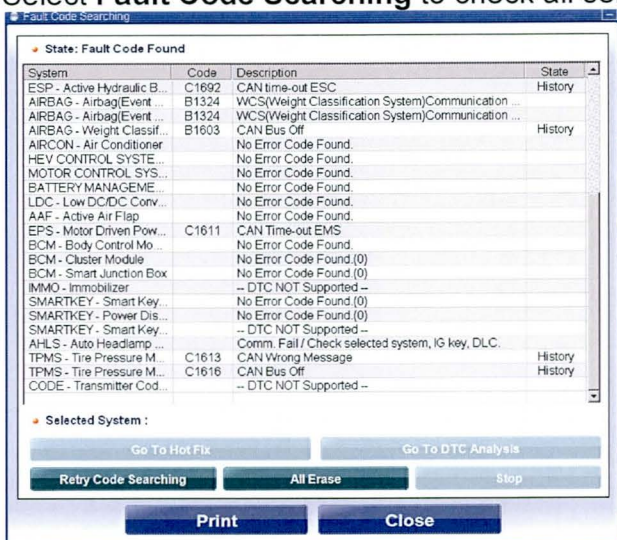 Select Fault Code Searching to check all
Fault Code Searching
State: Fault Code Found
System Code Description State
ESP - Active Hydraulic B... C1692 CAN time-out ESC History
AIRBAG - Airbag(Event ... B1324 WCS(Weight Classification System)Communication ...
AIRBAG - Airbag(Event ... B1324 WCS(Weight Classification System)Communication ...
AIRBAG - Weight Classif... B1603 CAN Bus Off History
AIRCON - Air Conditioner No Error Code Found.
HEV CONTROL SYSTE... No Error Code Found.
MOTOR CONTROL SYS... No Error Code Found.
BATTERY MANAGEME... No Error Code Found.
LDC - Low DC/DC Conv... No Error Code Found.
AAF - Active Air Flap No Error Code Found.
EPS - Motor Driven Pow... C1611 CAN Time-out EMS
BCM - Body Control Mo... No Error Code Found.
BCM - Cluster Module No Error Code Found.(0)
BCM - Smart Junction Box No Error Code Found.(0)
IMMO - Immobilizer -- DTC NOT Supported --
SMARTKEY - Smart Key... No Error Code Found.(0)
SMARTKEY - Power Dis... No Error Code Found.(0)
SMARTKEY - Smart Key... -- DTC NOT Supported --
AHLS - Auto Headlamp ... Comm. Fail / Check selected system, IG key, DLC.
TPMS - Tire Pressure M... C1613 CAN Wrong Message History
TPMS - Tire Pressure M... C1616 CAN Bus Off History
CODE - Transmitter Cod... -- DTC NOT Supported --
Selected System :
Go To Hot Fix Go To DTC Analysis
Retry Code Searching All Erase Stop
Print Close